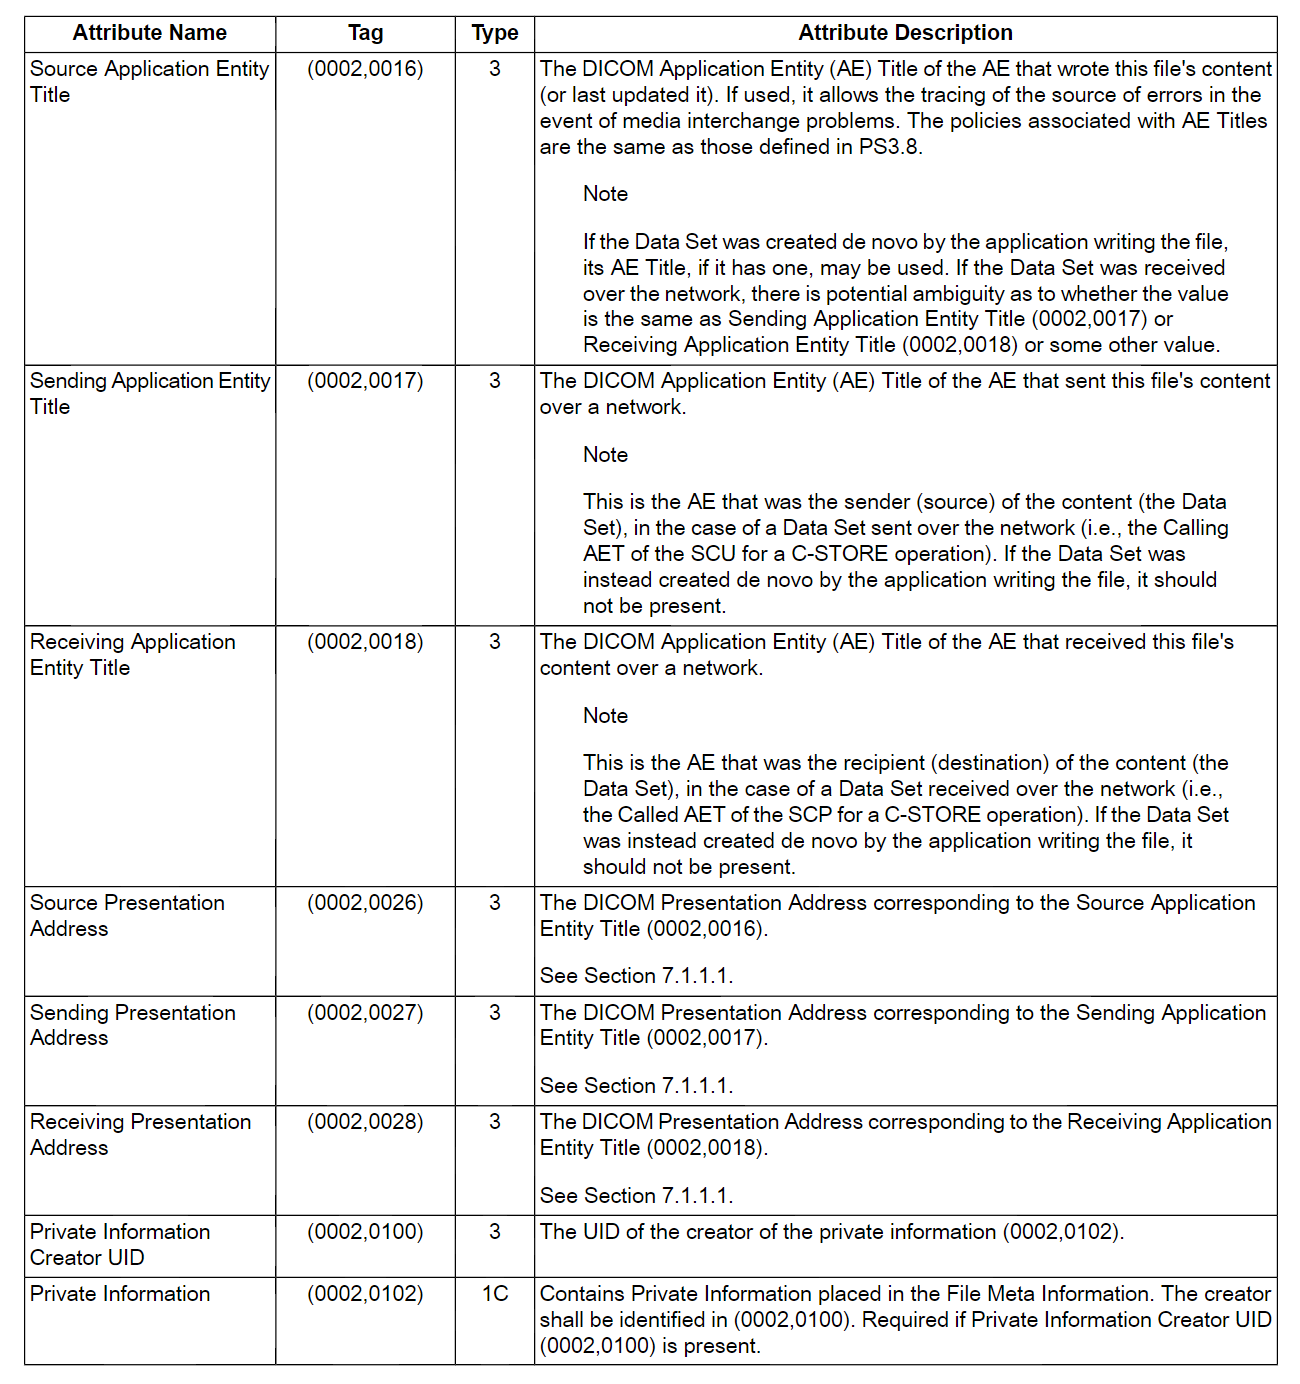 Attribute Name Tag Type Attribute Description
Source Application Entity (0002,0016) 3 The DICOM Application Entity (AE) Title of the AE that wrote this file's content
Title (or last updated it). If used, it allows the tracing of the source of errors in the
event of media interchange problems. The policies associated with AE Titles
are the same as those defined in PS3.8.
Note
If the Data Set was created de novo by the application writing the file,
its AE Title, if it has one, may be used. If the Data Set was received
over the network, there is potential ambiguity as to whether the value
is the same as Sending Application Entity Title (0002,0017) or
Receiving Application Entity Title (0002,0018) or some other value.
Sending Application Entity (0002,0017) 3 The DICOM Application Entity (AE) Title of the AE that sent this file's content
Title over a network.
Note
This is the AE that was the sender (source) of the content (the Data
Set), in the case of a Data Set sent over the network (i.e., the Calling
AET of the SCU for a C-STORE operation). If the Data Set was
instead created de novo by the application writing the file, it should
not be present.
Receiving Application (0002,0018) 3 The DICOM Application Entity (AE) Title of the AE that received this file's
Entity Title content over a network.
Note
This is the AE that was the recipient (destination) of the content (the
Data Set), in the case of a Data Set received over the network (i.e.,
the Called AET of the SCP for a C-STORE operation). If the Data Set
was instead created de novo by the application writing the file, it
should not be present.
Source Presentation (0002,0026) 3 The DICOM Presentation Address corresponding to the Source Application
Address Entity Title (0002,0016).
See Section 7.1.1.1.
Sending Presentation (0002,0027) 3 The DICOM Presentation Address corresponding to the Sending Application
Address Entity Title (0002,0017).
See Section 7.1.1.1.
Receiving Presentation (0002,0028) 3 The DICOM Presentation Address corresponding to the Receiving Application
Address Entity Title (0002,0018).
See Section 7.1.1.1.
Private Information (0002,0100) 3 The UID of the creator of the private information (0002,0102).
Creator UID
Private Information (0002,0102) 1C Contains Private Information placed in the File Meta Information. The creator
shall be identified in (0002,0100). Required if Private Information Creator UID
(0002,0100) is present.